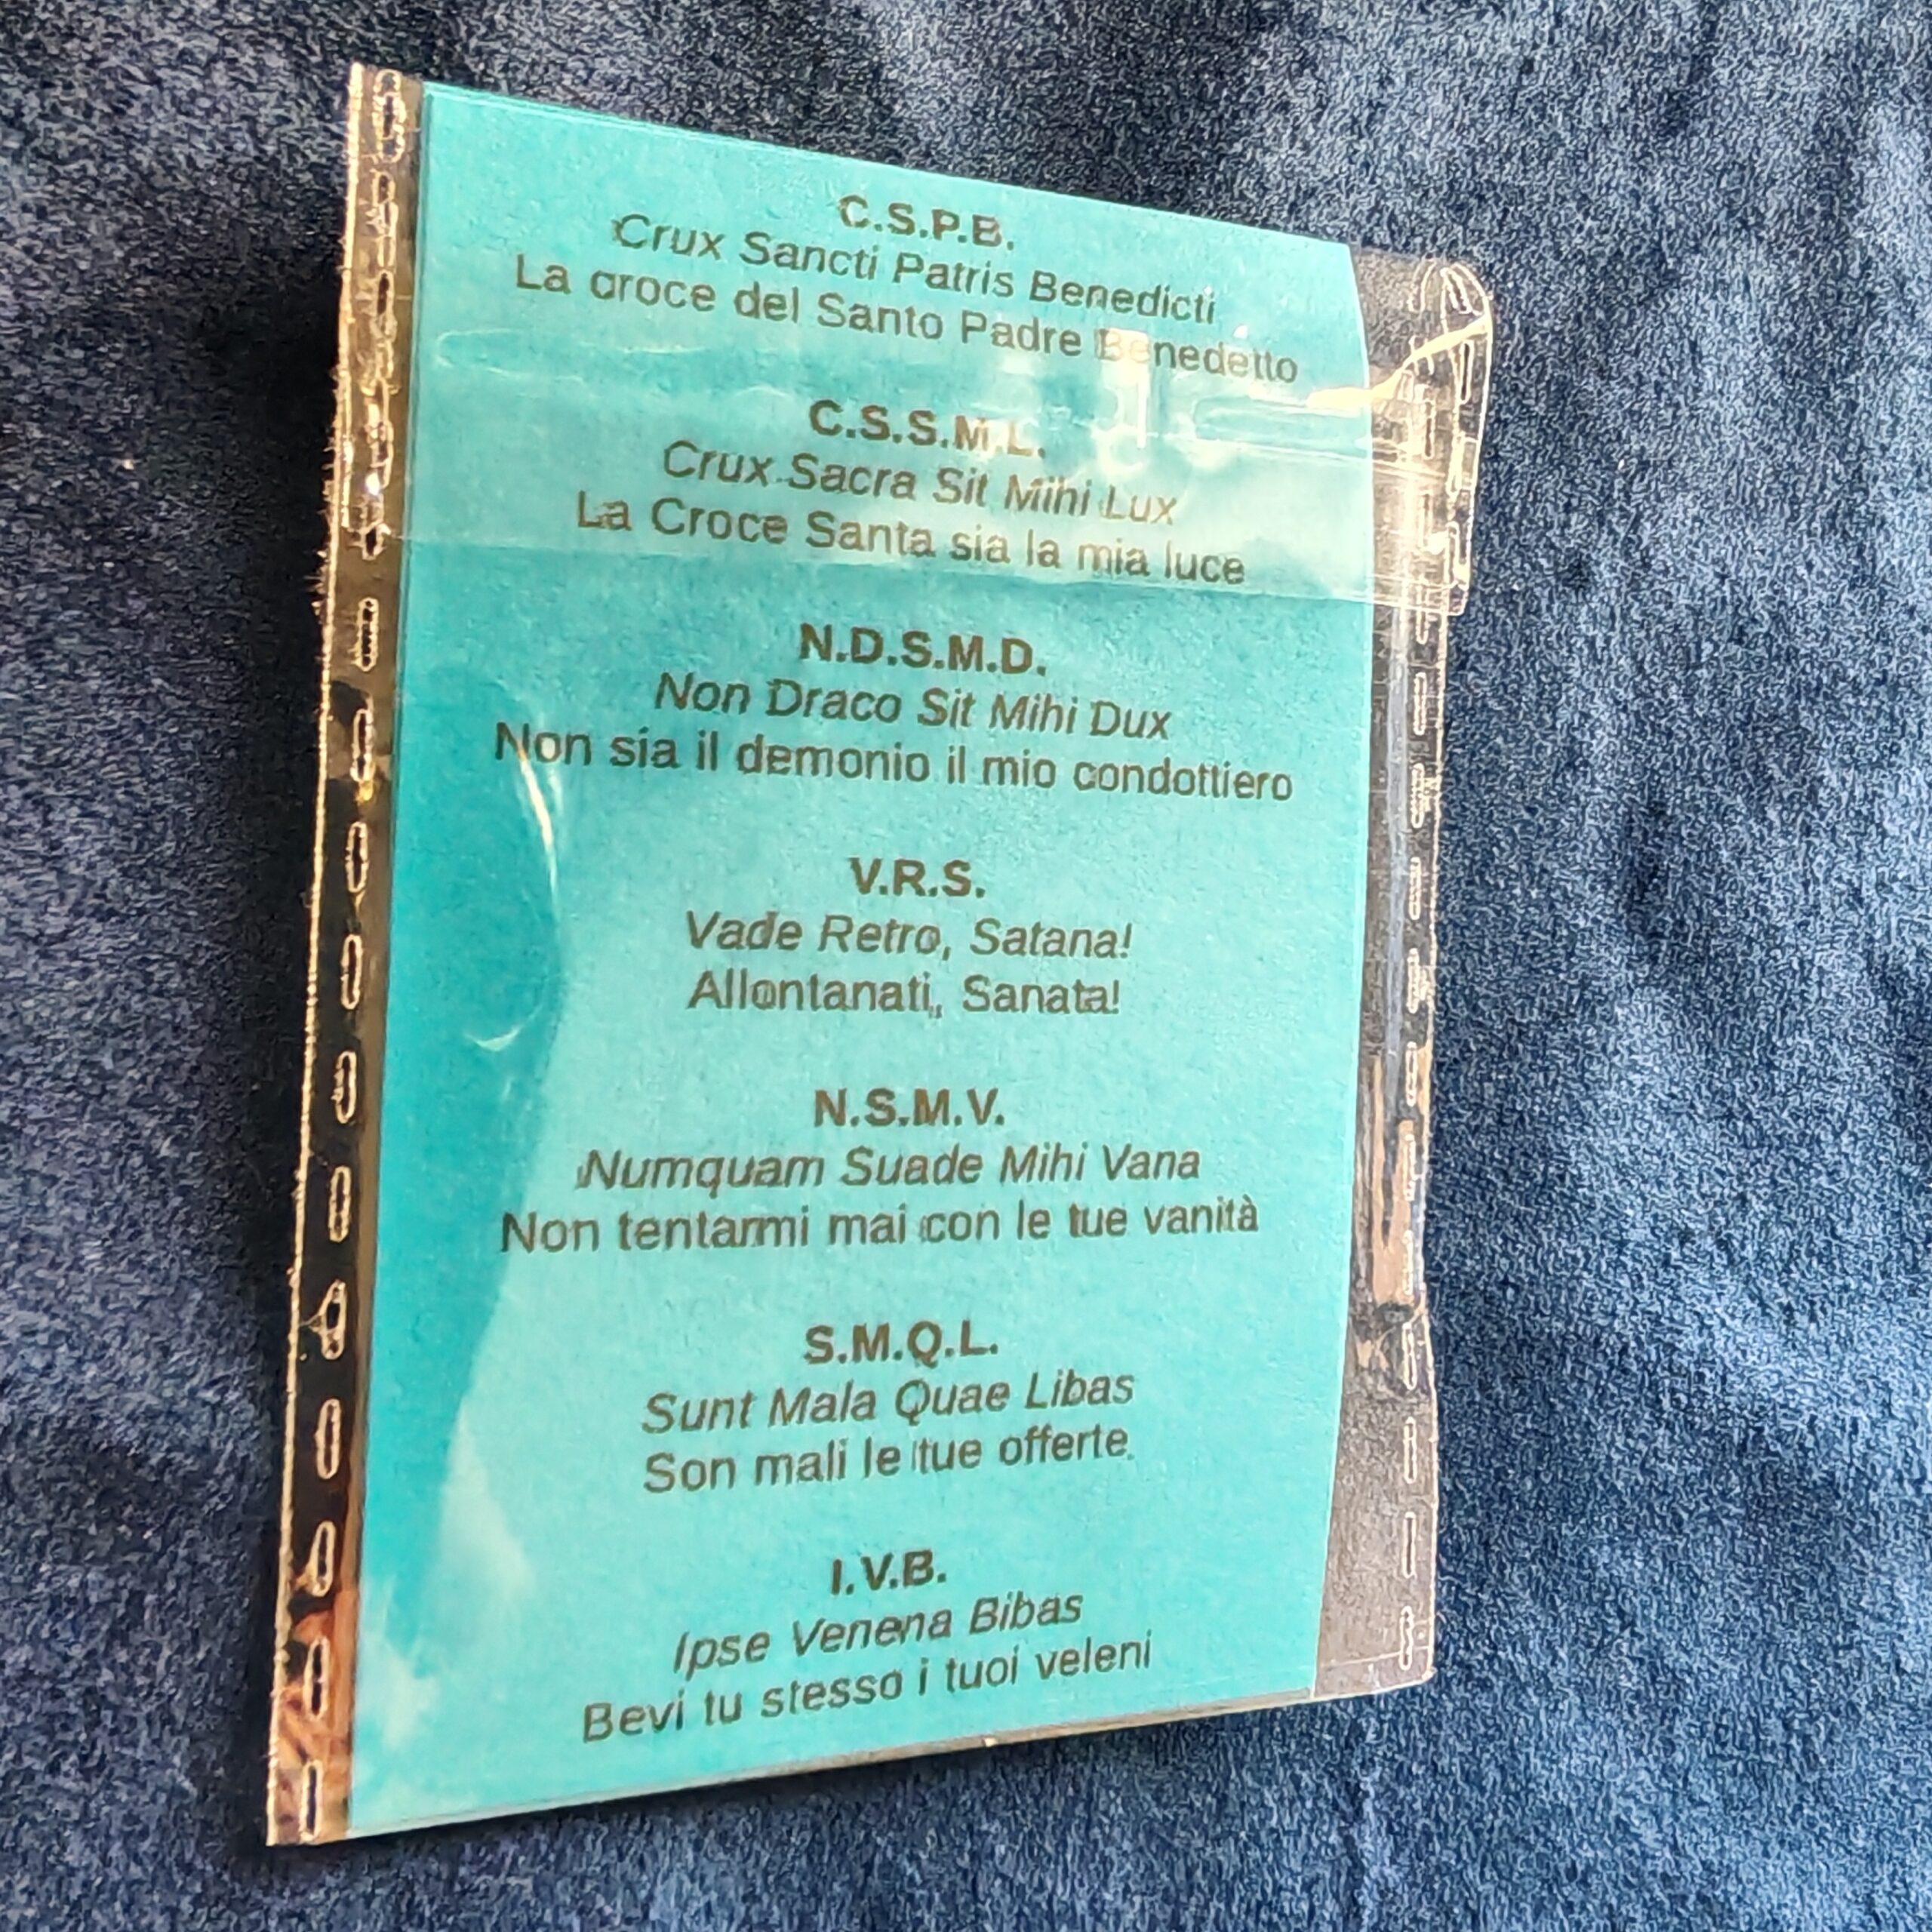 C.S.P.B.
Crux Sancti Patris Benedicti
La croce del Santo Padre Benedetto
C.S.S.M.L.
Crux Sacra Sit Mihi Lux
La Croce Santa sia la mia luce
N.D.S.M.D.
Non Draco Sit Mihi Dux
Non sia il demonio il mio condottiero
V.R.S.
Vade Retro, Satana!
Allontanati, Sanata!
N.S.M.V.
Numquam Suade Mihi Vana
Non tentarmi mai con le tue vanità
S.M.Q.L.
Sunt Mala Quae Libas
Son mali le tue offerte
I.V.B.
Ipse Venena Bibas
Bevi tu stesso i tuoi veleni